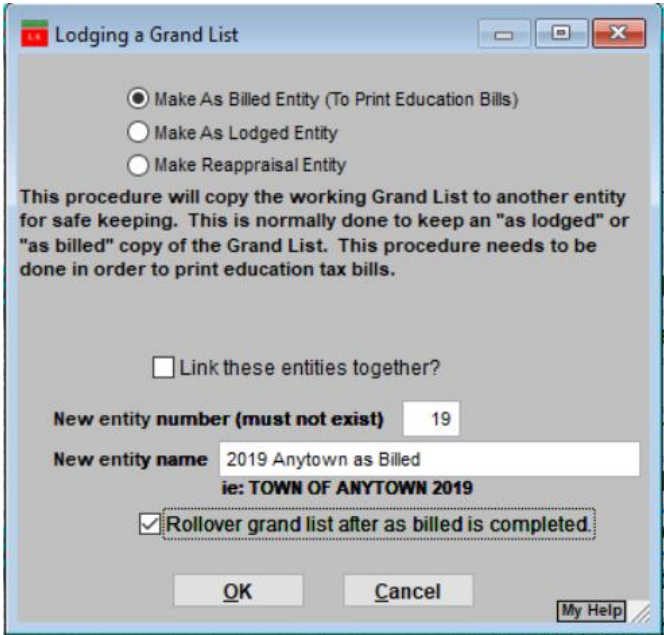 Lodging a Grand List
Make As Billed Entity (To Print Education Bills)
Make As Lodged Entity
Make Reappraisal Entity
This procedure will copy the working Grand List to another entity
for safe keeping. This is normally done to keep an "as lodged" or
"as billed" copy of the Grand List. This procedure needs to be
done in order to print education tax bills.
Link these entities together?
New entity number (must not exist) 19
New entity name 2019 Anytown as Billed
ie: TOWN OF ANYTOWN 2019
Rollover grand list after as billed is completed.
OK Cancel
My Help